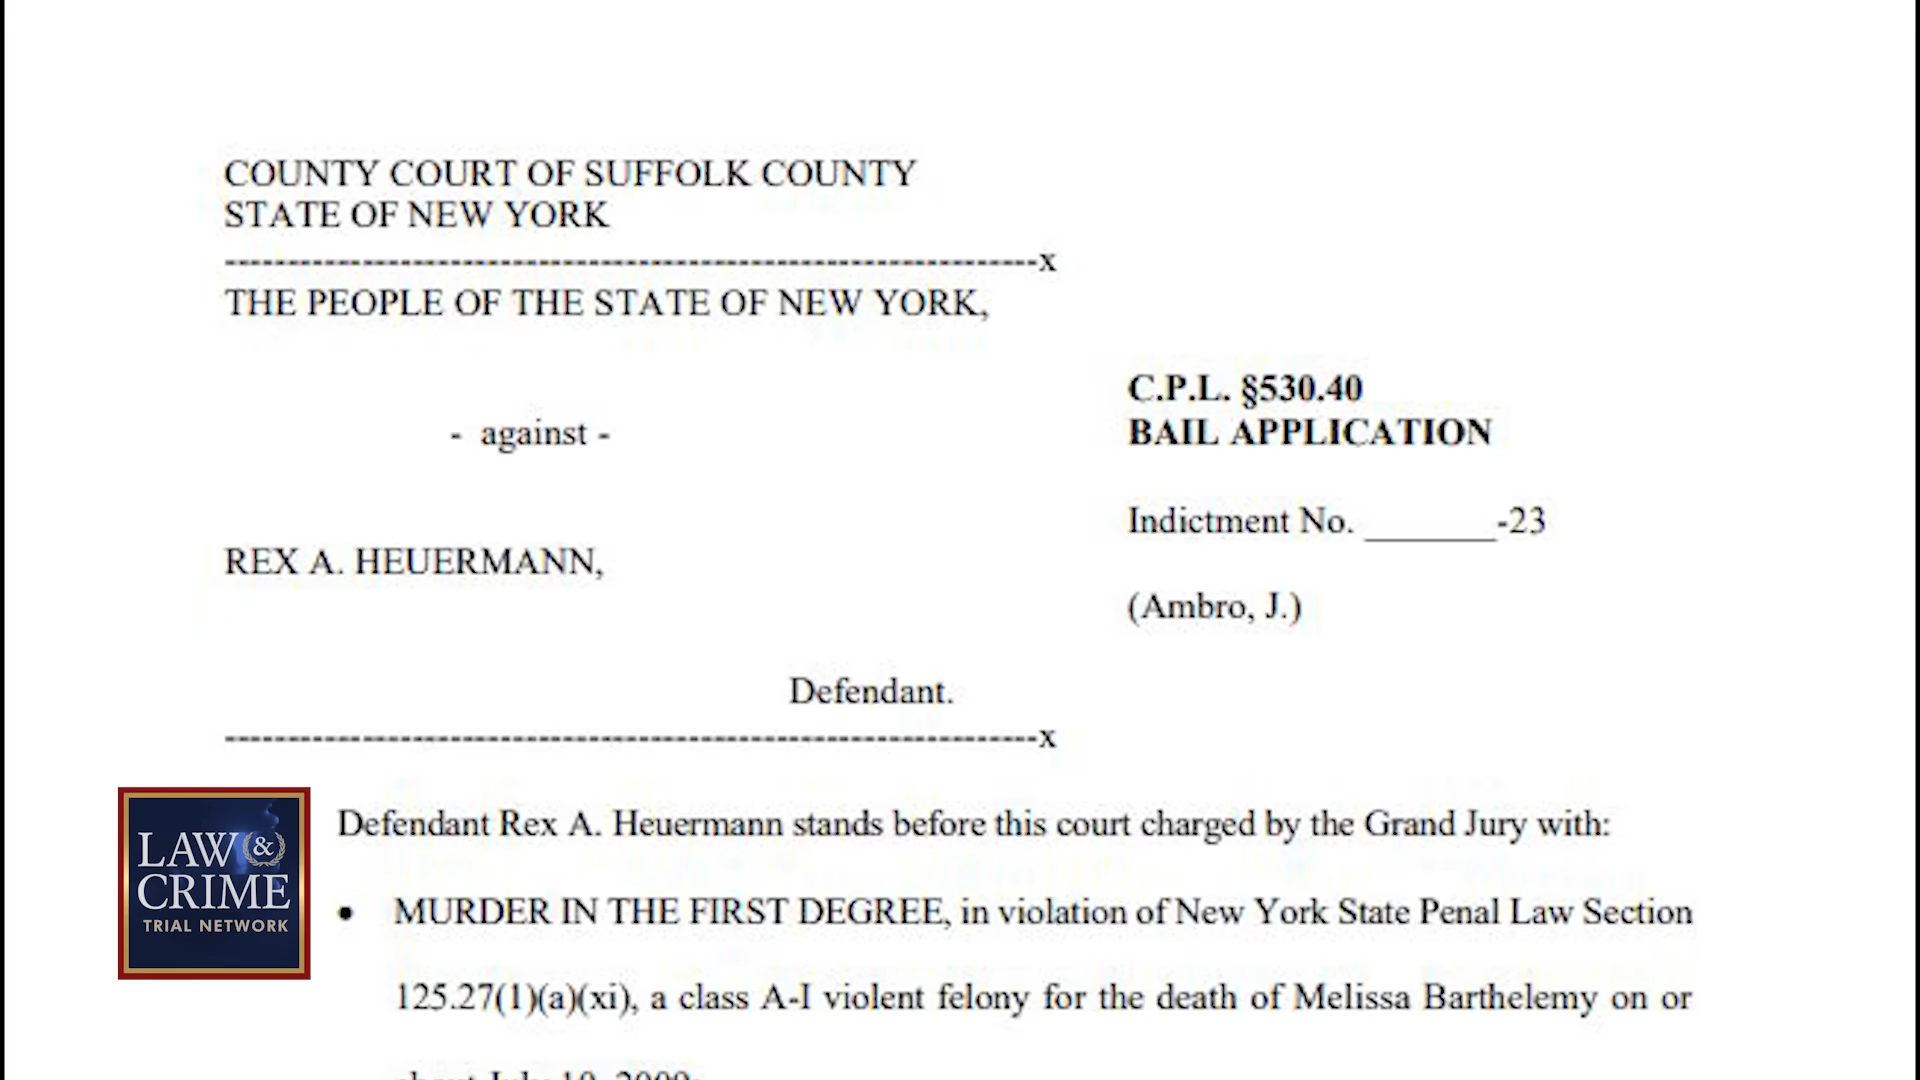 COUNTY COURT OF SUFFOLK COUNTY
STATE OF NEW YORK
-----------------------------------------------------------------x
THE PEOPLE OF THE STATE OF NEW YORK,
C.P.L. §530.40
- against -
BAIL APPLICATION
Indictment No. _______-23
REX A. HEUERMANN,
(Ambro, J.)
Defendant.
-----------------------------------------------------------------x
Defendant Rex A. Heuermann stands before this court charged by the Grand Jury with:
• MURDER IN THE FIRST DEGREE, in violation of New York State Penal Law Section
125.27(1)(a)(xi), a class A-I violent felony for the death of Melissa Barthelemy on or
about July 10, 2009;
LAW &
CRIME
TRIAL NETWORK